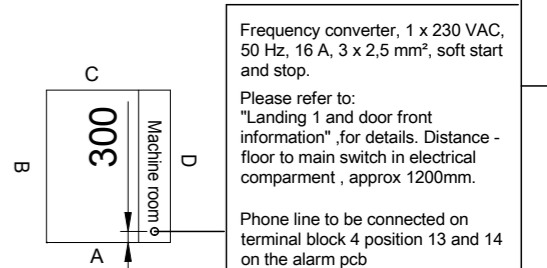 C
B
300
Machine room
D
A
Frequency converter, 1 x 230 VAC,
50 Hz, 16 A, 3 x 2,5 mm², soft start
and stop.
Please refer to:
"Landing 1 and door front
information" ,for details. Distance -
floor to main switch in electrical
comparment , approx 1200mm.
Phone line to be connected on
terminal block 4 position 13 and 14
on the alarm pcb